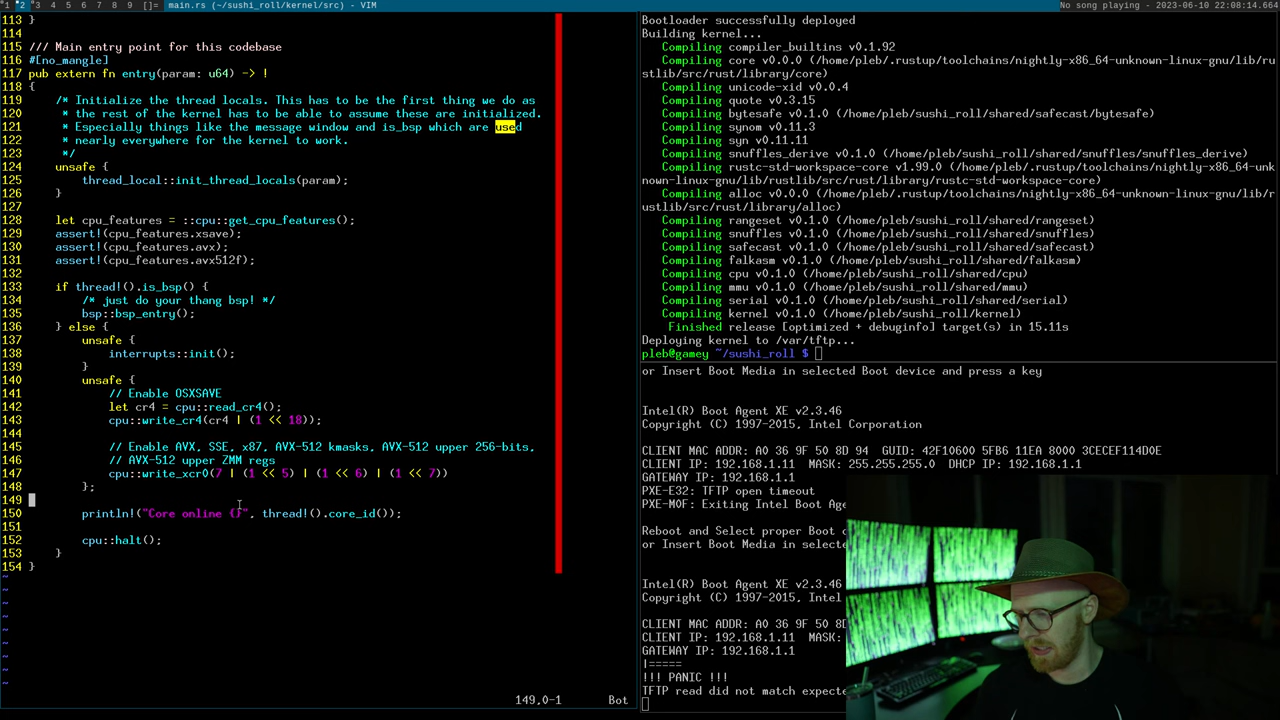 1 2 3 4 5 6 7 8 9 []= main.rs (~/sushi_roll/kernel/src) - VIM
No song playing - 2023-06-10 22:08:14.664
113 }
114
115 /// Main entry point for this codebase
116 #[no_mangle]
117 pub extern fn entry(param: u64) -> !
118 {
119 /* Initialize the thread locals. This has to be the first thing we do as
120 * the rest of the kernel has to be able to assume these are initialized.
121 * Especially things like the message window and is_bsp which are used
122 * nearly everywhere for the kernel to work.
123 */
124 unsafe {
125 thread_local::init_thread_locals(param);
126 }
127
128 let cpu_features = ::cpu::get_cpu_features();
129 assert!(cpu_features.xsave);
130 assert!(cpu_features.avx);
131 assert!(cpu_features.avx512f);
132
133 if thread!().is_bsp() {
134 /* just do your thang bsp! */
135 bsp::bsp_entry();
136 } else {
137 unsafe {
138 interrupts::init();
139 }
140 unsafe {
141 // Enable OSXSAVE
142 let cr4 = cpu::read_cr4();
143 cpu::write_cr4(cr4 | (1 << 18));
144
145 // Enable AVX, SSE, x87, AVX-512 kmasks, AVX-512 upper 256-bits,
146 // AVX-512 upper ZMM regs
147 cpu::write_xcr0(7 | (1 << 5) | (1 << 6) | (1 << 7))
148 };
149
150 println!("Core online {}", thread!().core_id());
151
152 cpu::halt();
153 }
154 }
~
~
~
~
~
~
~
~
~
149,0-1 Bot
Bootloader successfully deployed
Building kernel...
Compiling compiler_builtins v0.1.92
Compiling core v0.0.0 (/home/pleb/.rustup/toolchains/nightly-x86_64-unknown-linux-gnu/lib/ru
stlib/src/rust/library/core)
Compiling unicode-xid v0.0.4
Compiling quote v0.3.15
Compiling bytesafe v0.1.0 (/home/pleb/sushi_roll/shared/bytesafe)
Compiling synom v0.11.3
Compiling syn v0.11.11
Compiling snuffles_derive v0.1.0 (/home/pleb/sushi_roll/shared/snuffles/snuffles_derive)
Compiling rustc-std-workspace-core v1.99.0 (/home/pleb/.rustup/toolchains/nightly-x86_64-unk
nown-linux-gnu/lib/rustlib/src/rust/library/rustc-std-workspace-core)
Compiling alloc v0.0.0 (/home/pleb/.rustup/toolchains/nightly-x86_64-unknown-linux-gnu/lib/r
ustlib/src/rust/library/alloc)
Compiling rangeset v0.1.0 (/home/pleb/sushi_roll/shared/rangeset)
Compiling snuffles v0.1.0 (/home/pleb/sushi_roll/shared/snuffles)
Compiling safecast v0.1.0 (/home/pleb/sushi_roll/shared/safecast)
Compiling falkasm v0.1.0 (/home/pleb/sushi_roll/shared/falkasm)
Compiling cpu v0.1.0 (/home/pleb/sushi_roll/shared/cpu)
Compiling mmu v0.1.0 (/home/pleb/sushi_roll/shared/mmu)
Compiling serial v0.1.0 (/home/pleb/sushi_roll/shared/serial)
Compiling kernel v0.1.0 (/home/pleb/sushi_roll/kernel)
Finished release [optimized + debuginfo] target(s) in 15.11s
Deploying kernel to /var/tftp...
pleb@gamey ~/sushi_roll $
or Insert Boot Media in selected Boot device and press a key
Intel(R) Boot Agent XE v2.3.46
Copyright (C) 1997-2015, Intel Corporation
CLIENT MAC ADDR: A0 36 9F 50 8D 94 GUID: 42F10600 5FB6 11EA 8000 3CECEF114D0E
CLIENT IP: 192.168.1.11 MASK: 255.255.255.0 DHCP IP: 192.168.1.1
GATEWAY IP: 192.168.1.1
PXE-E32: TFTP open timeout
PXE-M0F: Exiting Intel Boot Age
Reboot and Select proper Boot
or Insert Boot Media in selecte
Intel(R) Boot Agent XE v2.3.46
Copyright (C) 1997-2015, Intel
CLIENT MAC ADDR: A0 36 9F 50 8D
CLIENT IP: 192.168.1.11 MASK:
GATEWAY IP: 192.168.1.1
|=====
!!! PANIC !!!
TFTP read did not match expecte